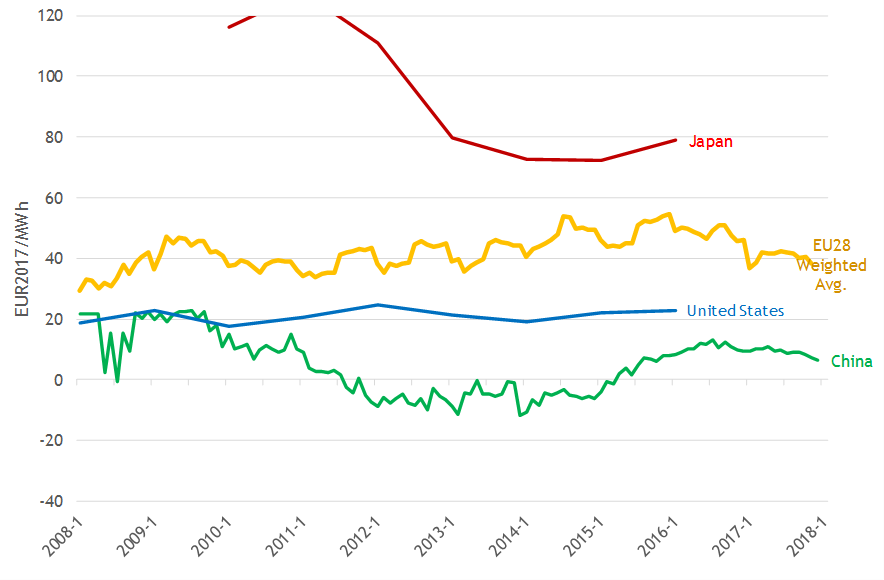 120
100
80
60
40
20
0
-20
-40
EUR2017/MWh
Japan
EU28
Weighted
Avg.
United States
China
2008-1
2009-1
2010-1
2011-1
2012-1
2013-1
2014-1
2015-1
2016-1
2017-1
2018-1